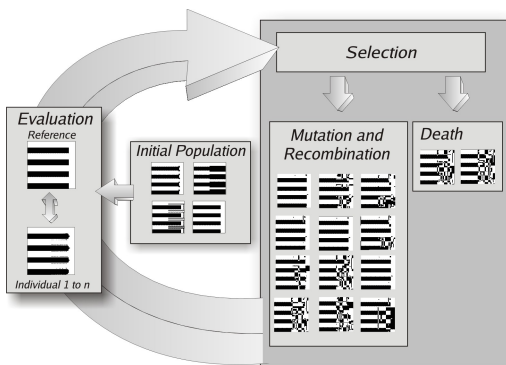 Selection
Evaluation
Reference
Initial Population
Mutation and
Recombination
Death
Individual 1 to n